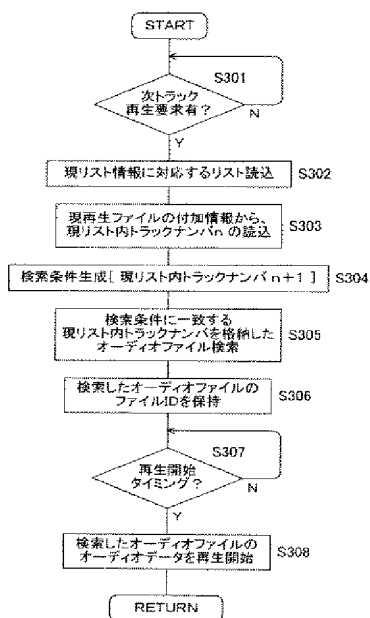 START
S301
次トラック
再生要求有？
N
Y
現リスト情報に対応するリスト読込
S302
現再生ファイルの付加情報から、
現リスト内トラックナンバn の読込
S303
検索条件生成[ 現リスト内トラックナンバn＋1 ]
S304
検索条件に一致する
現リスト内トラックナンバを格納した
オーディオファイル検索
S305
検索したオーディオファイルの
ファイルIDを保持
S306
S307
再生開始
タイミング？
N
Y
検索したオーディオファイルの
オーディオデータを再生開始
S308
RETURN